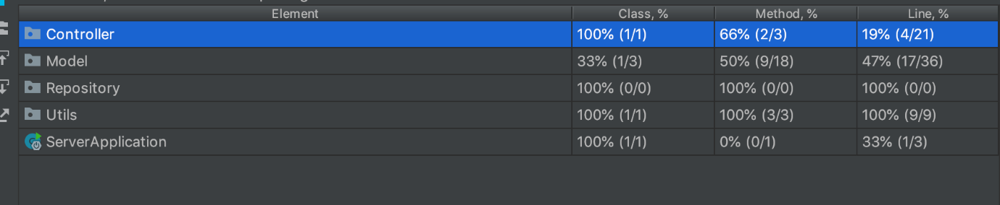 Element Class, % Method, % Line, %
Controller 100% (1/1) 66% (2/3) 19% (4/21)
Model 33% (1/3) 50% (9/18) 47% (17/36)
Repository 100% (0/0) 100% (0/0) 100% (0/0)
Utils 100% (1/1) 100% (3/3) 100% (9/9)
ServerApplication 100% (1/1) 0% (0/1) 33% (1/3)